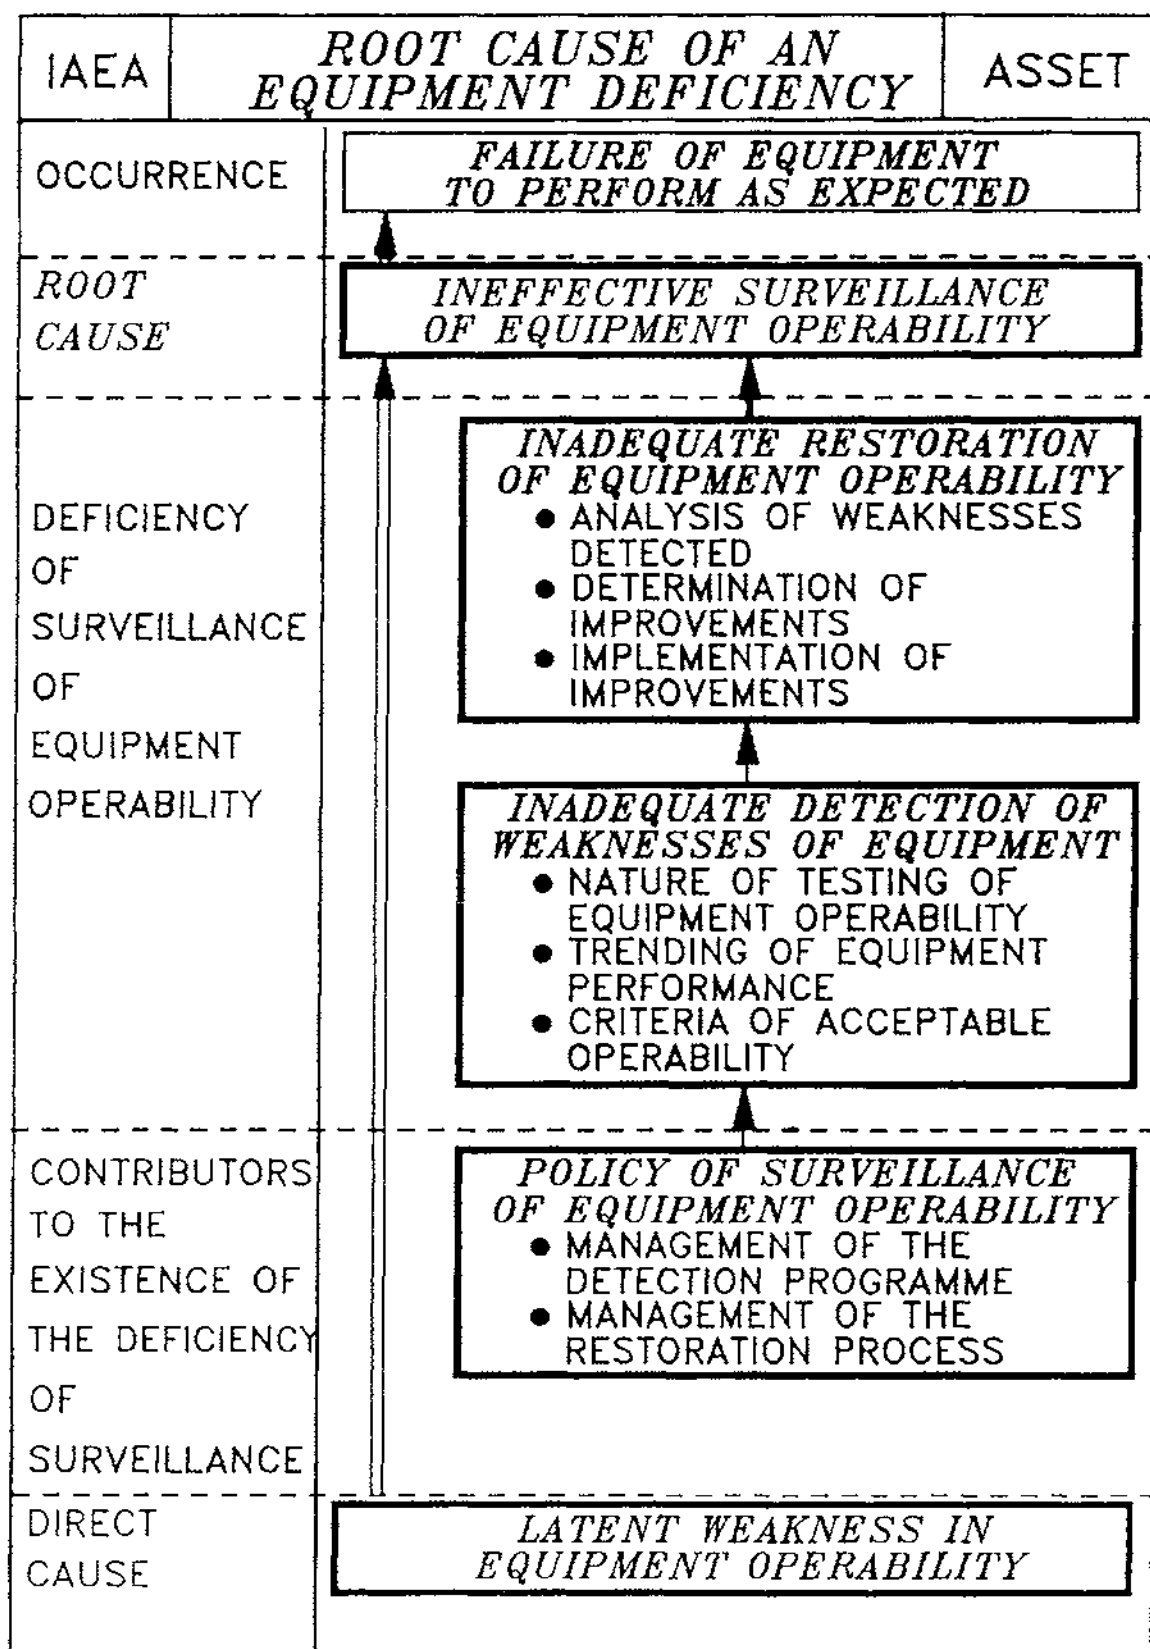 IAEA
ROOT CAUSE OF AN
EQUIPMENT DEFICIENCY
ASSET
OCCURRENCE
FAILURE OF EQUIPMENT
TO PERFORM AS EXPECTED
ROOT
CAUSE
INEFFECTIVE SURVEILLANCE
OF EQUIPMENT OPERABILITY
DEFICIENCY
OF
SURVEILLANCE
OF
EQUIPMENT
OPERABILITY
INADEQUATE RESTORATION
OF EQUIPMENT OPERABILITY
● ANALYSIS OF WEAKNESSES
DETECTED
● DETERMINATION OF
IMPROVEMENTS
● IMPLEMENTATION OF
IMPROVEMENTS
INADEQUATE DETECTION OF
WEAKNESSES OF EQUIPMENT
● NATURE OF TESTING OF
EQUIPMENT OPERABILITY
● TRENDING OF EQUIPMENT
PERFORMANCE
● CRITERIA OF ACCEPTABLE
OPERABILITY
CONTRIBUTORS
TO THE
EXISTENCE OF
THE DEFICIENCY
OF
SURVEILLANCE
POLICY OF SURVEILLANCE
OF EQUIPMENT OPERABILITY
● MANAGEMENT OF THE
DETECTION PROGRAMME
● MANAGEMENT OF THE
RESTORATION PROCESS
DIRECT
CAUSE
LATENT WEAKNESS IN
EQUIPMENT OPERABILITY